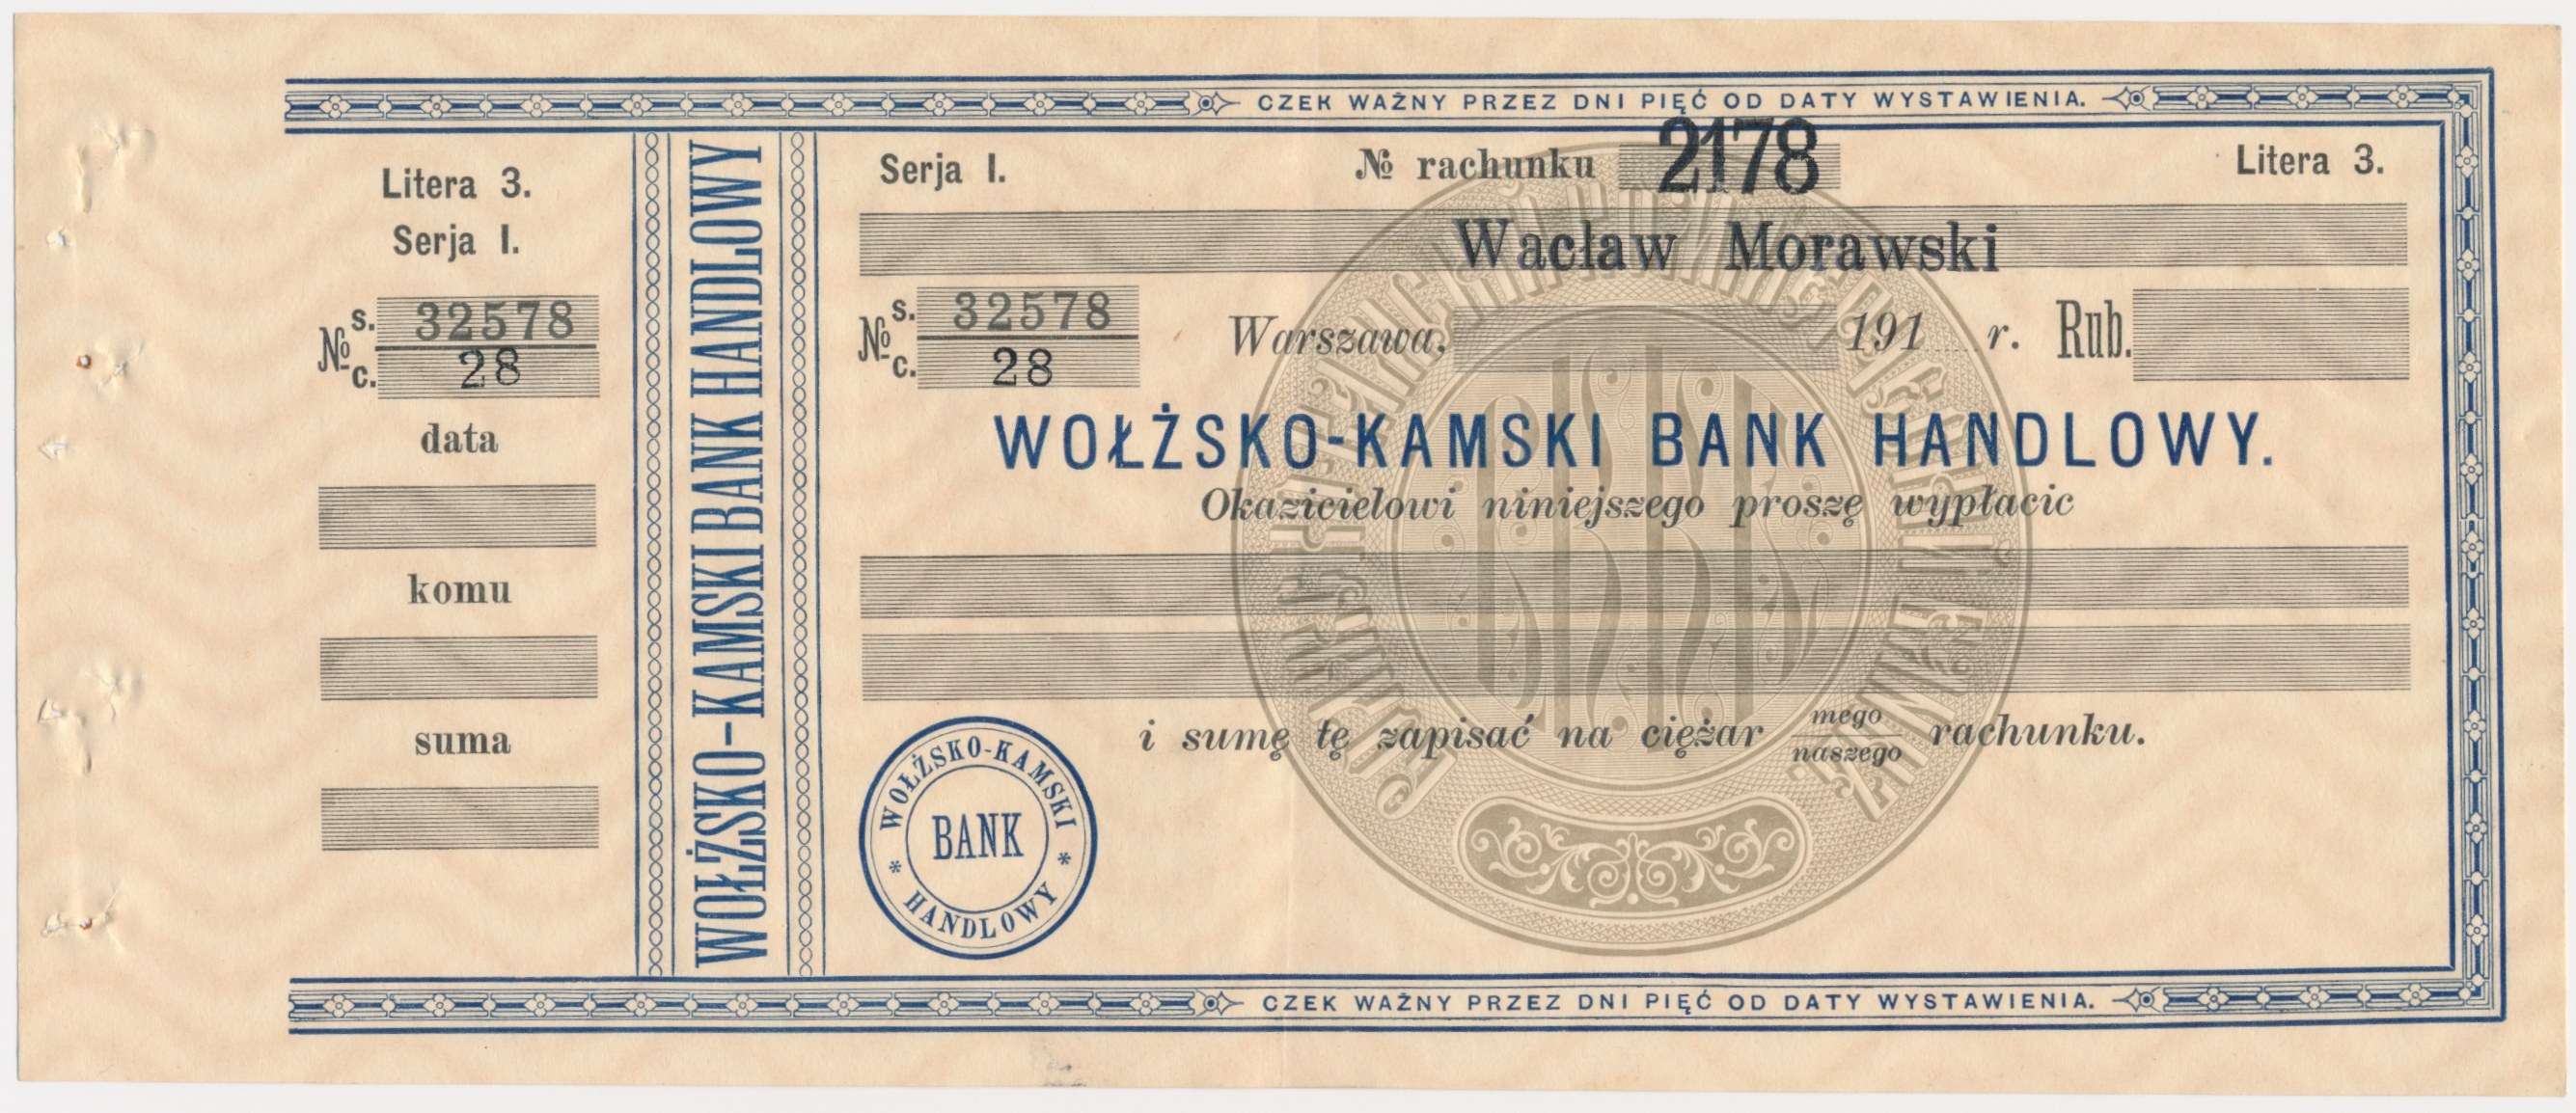 CZEK WAŻNY PRZEZ DNI PIĘĆ OD DATY WYSTAWIENIA.
Litera 3.
Serja I.
№ s. 32578
c. 28
data
komu
suma
WOŁŻSKO-KAMSKI BANK HANDLOWY
Serja I. № rachunku 2178 Litera 3.
Wacław Morawski
№ s. 32578
c. 28
Warszawa, 191 r. Rub.
WOŁŻSKO-KAMSKI BANK HANDLOWY.
Okazicielowi niniejszego proszę wypłacic
i sumę tę zapisać na ciężar mego
naszego rachunku.
WOŁŻSKO-KAMSKI
BANK
* HANDLOWY *
CZEK WAŻNY PRZEZ DNI PIĘĆ OD DATY WYSTAWIENIA.